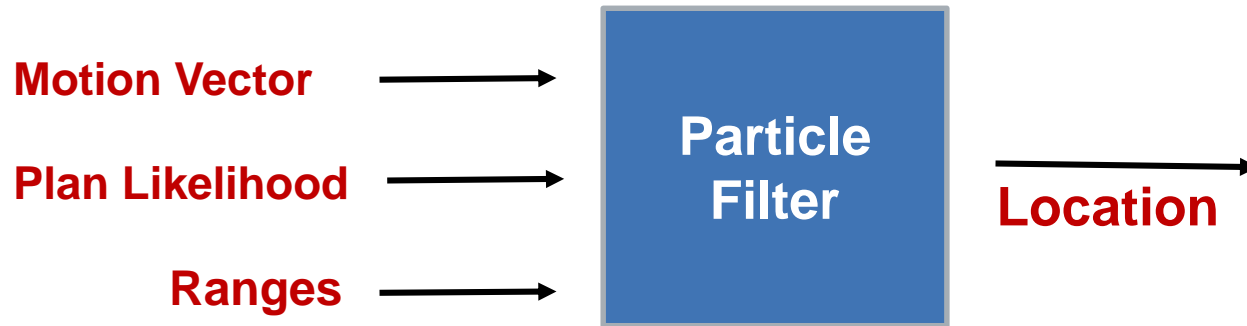 Motion Vector
Plan Likelihood
Ranges
Particle
Filter
Location